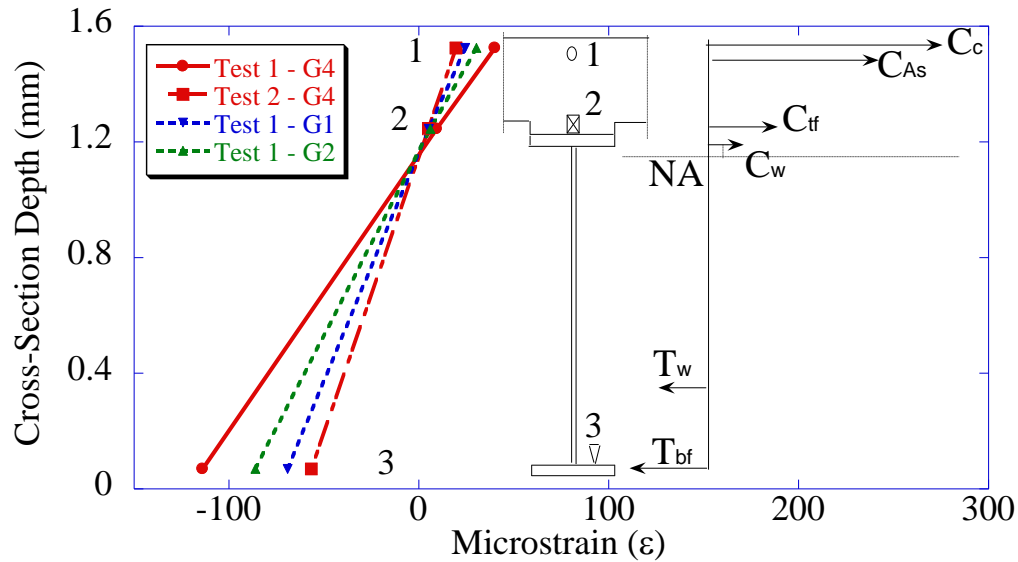 Cross-Section Depth (mm)
1.6
1.2
0.8
0.4
0
Test 1 - G4
Test 2 - G4
Test 1 - G1
Test 1 - G2
1
2
3
1
2
3
NA
Cc
CAs
Ctf
Cw
Tw
Tbf
-100
0
100
200
300
Microstrain (ε)